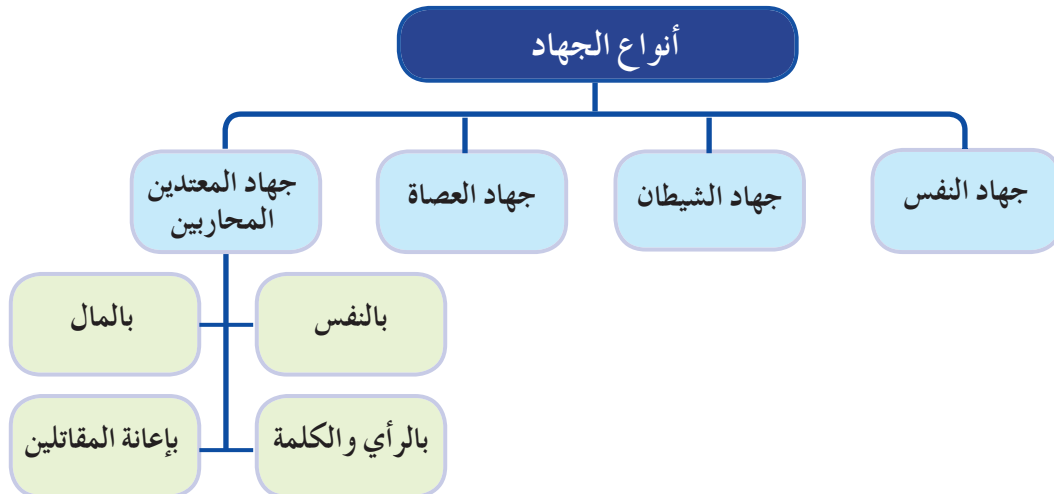 أنواع الجهاد
جهاد النفس
جهاد الشيطان
جهاد العصاة
جهاد المعتدين
المحاربين
بالنفس
بالمال
بالرأي والكلمة
بإعانة المقاتلين